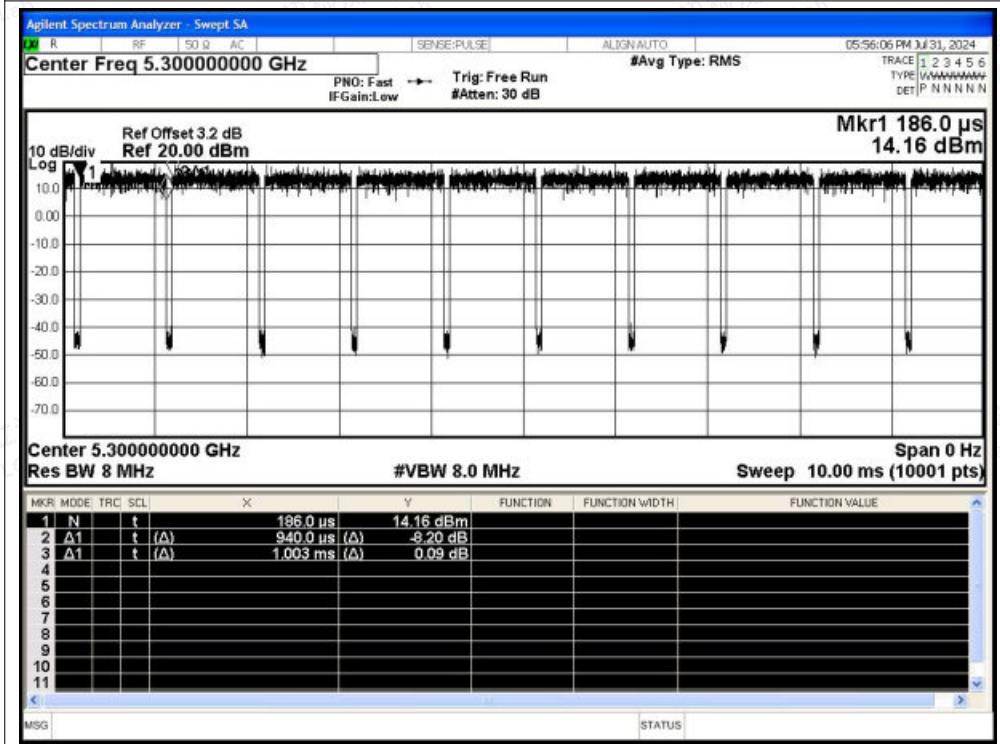 Agilent Spectrum Analyzer - Swept SA
LXI R RF 50 Ω AC SENSE:PULSE ALIGN AUTO 05:56:06 PM Jul 31, 2024
Center Freq 5.300000000 GHz #Avg Type: RMS TRACE 1 2 3 4 5 6
PNO: Fast Trig: Free Run TYPE WWWWWWW
IFGain:Low #Atten: 30 dB DET P N N N N N
Mkr1 186.0 µs
Ref Offset 3.2 dB
10 dB/div Ref 20.00 dBm 14.16 dBm
Log
1
10.0
0.00
-10.0
-20.0
-30.0
-40.0
-50.0
-60.0
-70.0
Center 5.300000000 GHz Span 0 Hz
Res BW 8 MHz #VBW 8.0 MHz Sweep 10.00 ms (10001 pts)
MKR MODE TRC SCL X Y FUNCTION FUNCTION WIDTH FUNCTION VALUE
1 N t 186.0 µs 14.16 dBm
2 Δ1 t (Δ) 940.0 µs (Δ) -8.20 dB
3 Δ1 t (Δ) 1.003 ms (Δ) 0.09 dB
4
5
6
7
8
9
10
11
MSG STATUS